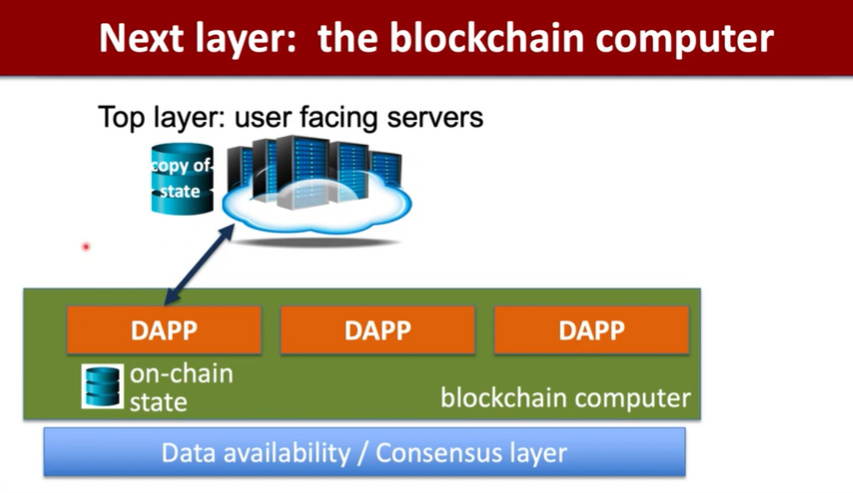 Next layer:  the blockchain computer
Top layer: user facing servers
copy of
state
DAPP
DAPP
DAPP
on-chain
state
blockchain computer
Data availability / Consensus layer